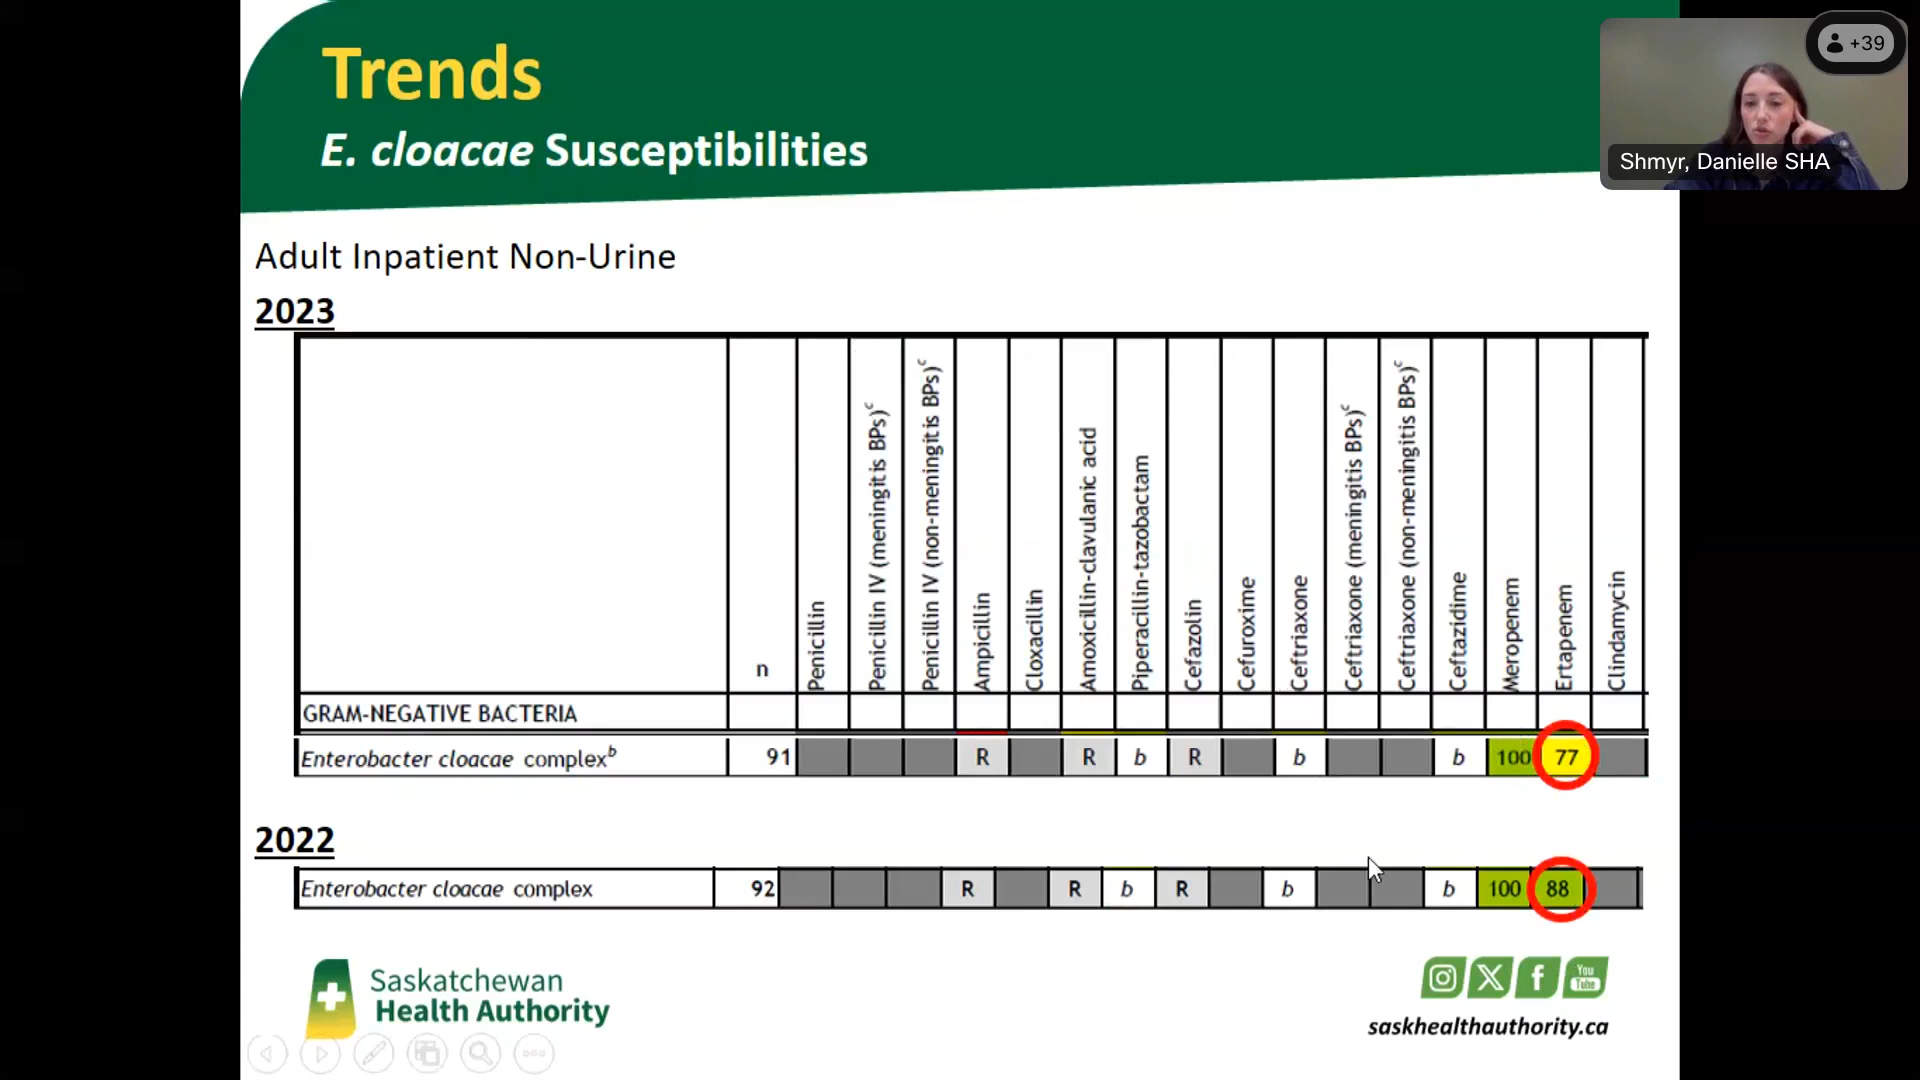 Trends
E. cloacae Susceptibilities
+39
Shmyr, Danielle SHA
Adult Inpatient Non-Urine
2023
n
Penicillin
Penicillin IV (meningitis BPs)c
Penicillin IV (non-meningitis BPs)c
Ampicillin
Cloxacillin
Amoxicillin-clavulanic acid
Piperacillin-tazobactam
Cefazolin
Cefuroxime
Ceftriaxone
Ceftriaxone (meningitis BPs)c
Ceftriaxone (non-meningitis BPs)c
Ceftazidime
Meropenem
Ertapenem
Clindamycin
GRAM-NEGATIVE BACTERIA
Enterobacter cloacae complexb 91 R R b R b b 100 77
2022
Enterobacter cloacae complex 92 R R b R b b 100 88
Saskatchewan
Health Authority
You
Tube
saskhealthauthority.ca